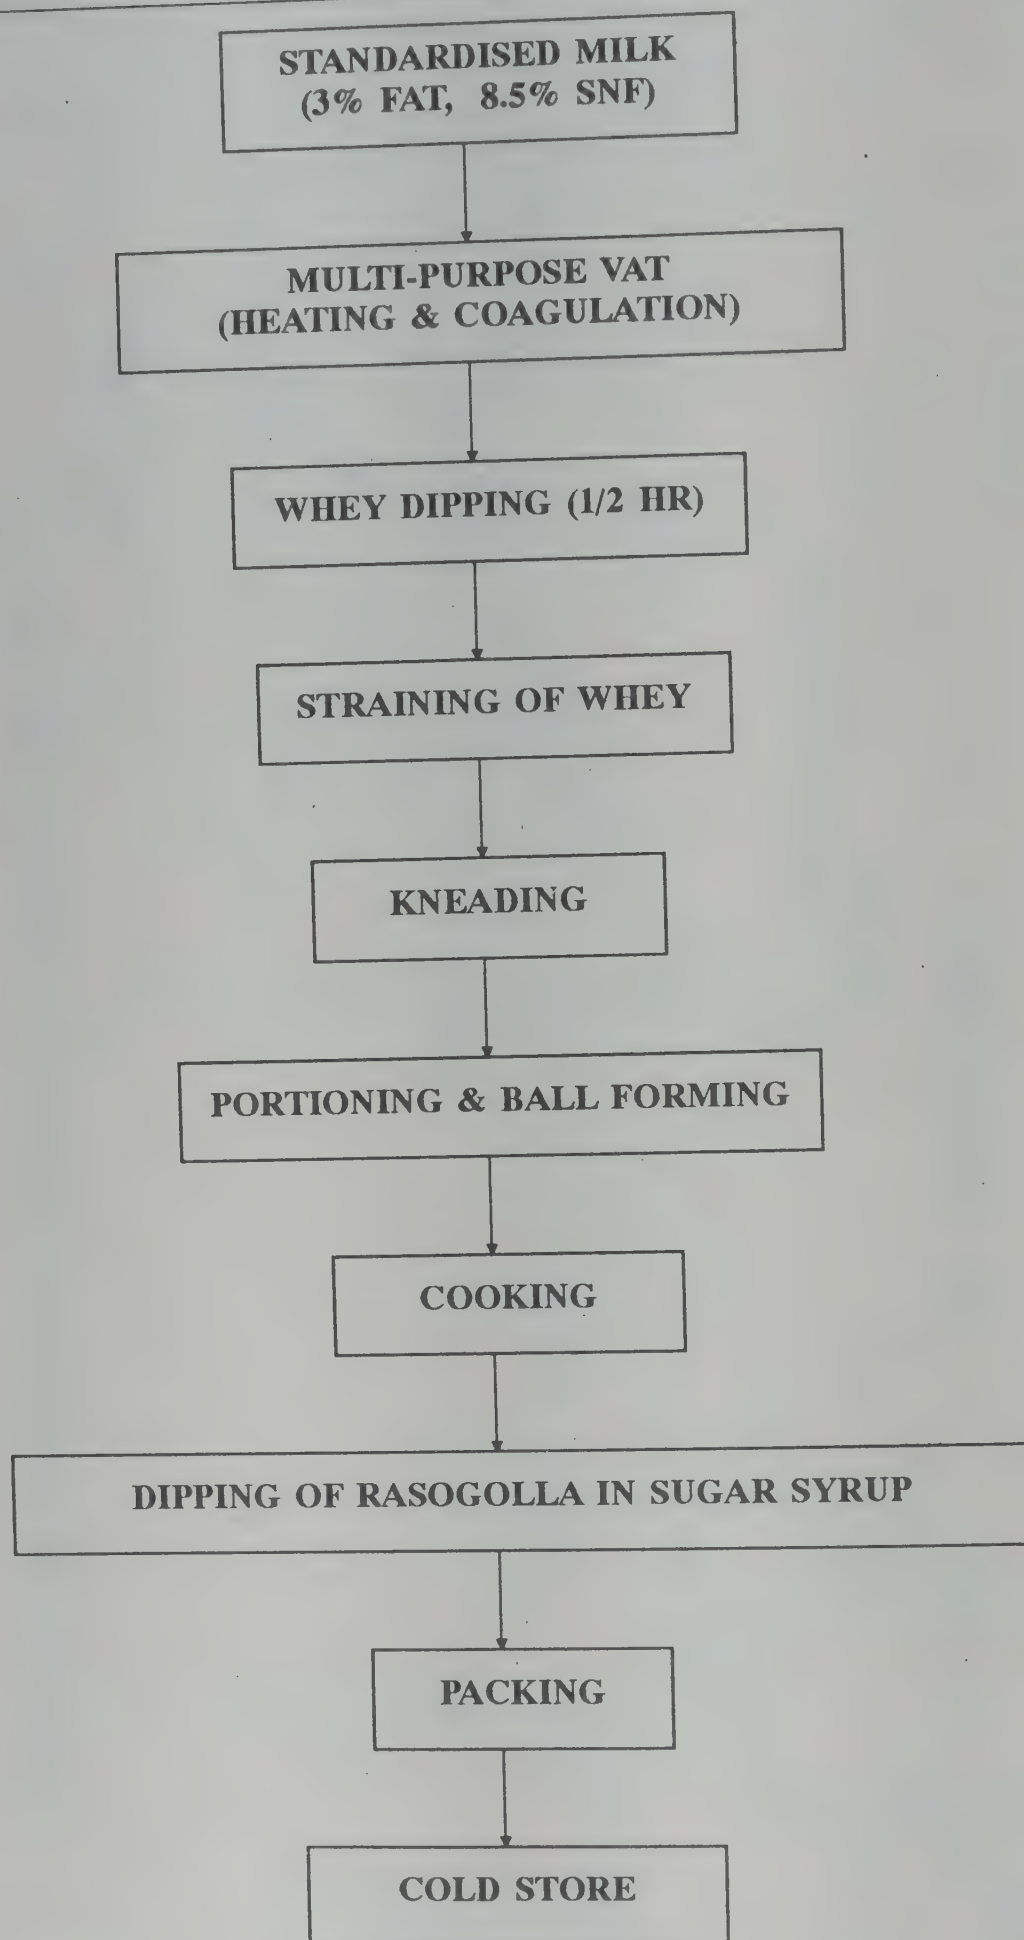 STANDARDISED MILK
(3% FAT, 8.5% SNF)
MULTI-PURPOSE VAT
(HEATING & COAGULATION)
WHEY DIPPING (1/2 HR)
STRAINING OF WHEY
KNEADING
PORTIONING & BALL FORMING
COOKING
DIPPING OF RASOGOLLA IN SUGAR SYRUP
PACKING
COLD STORE